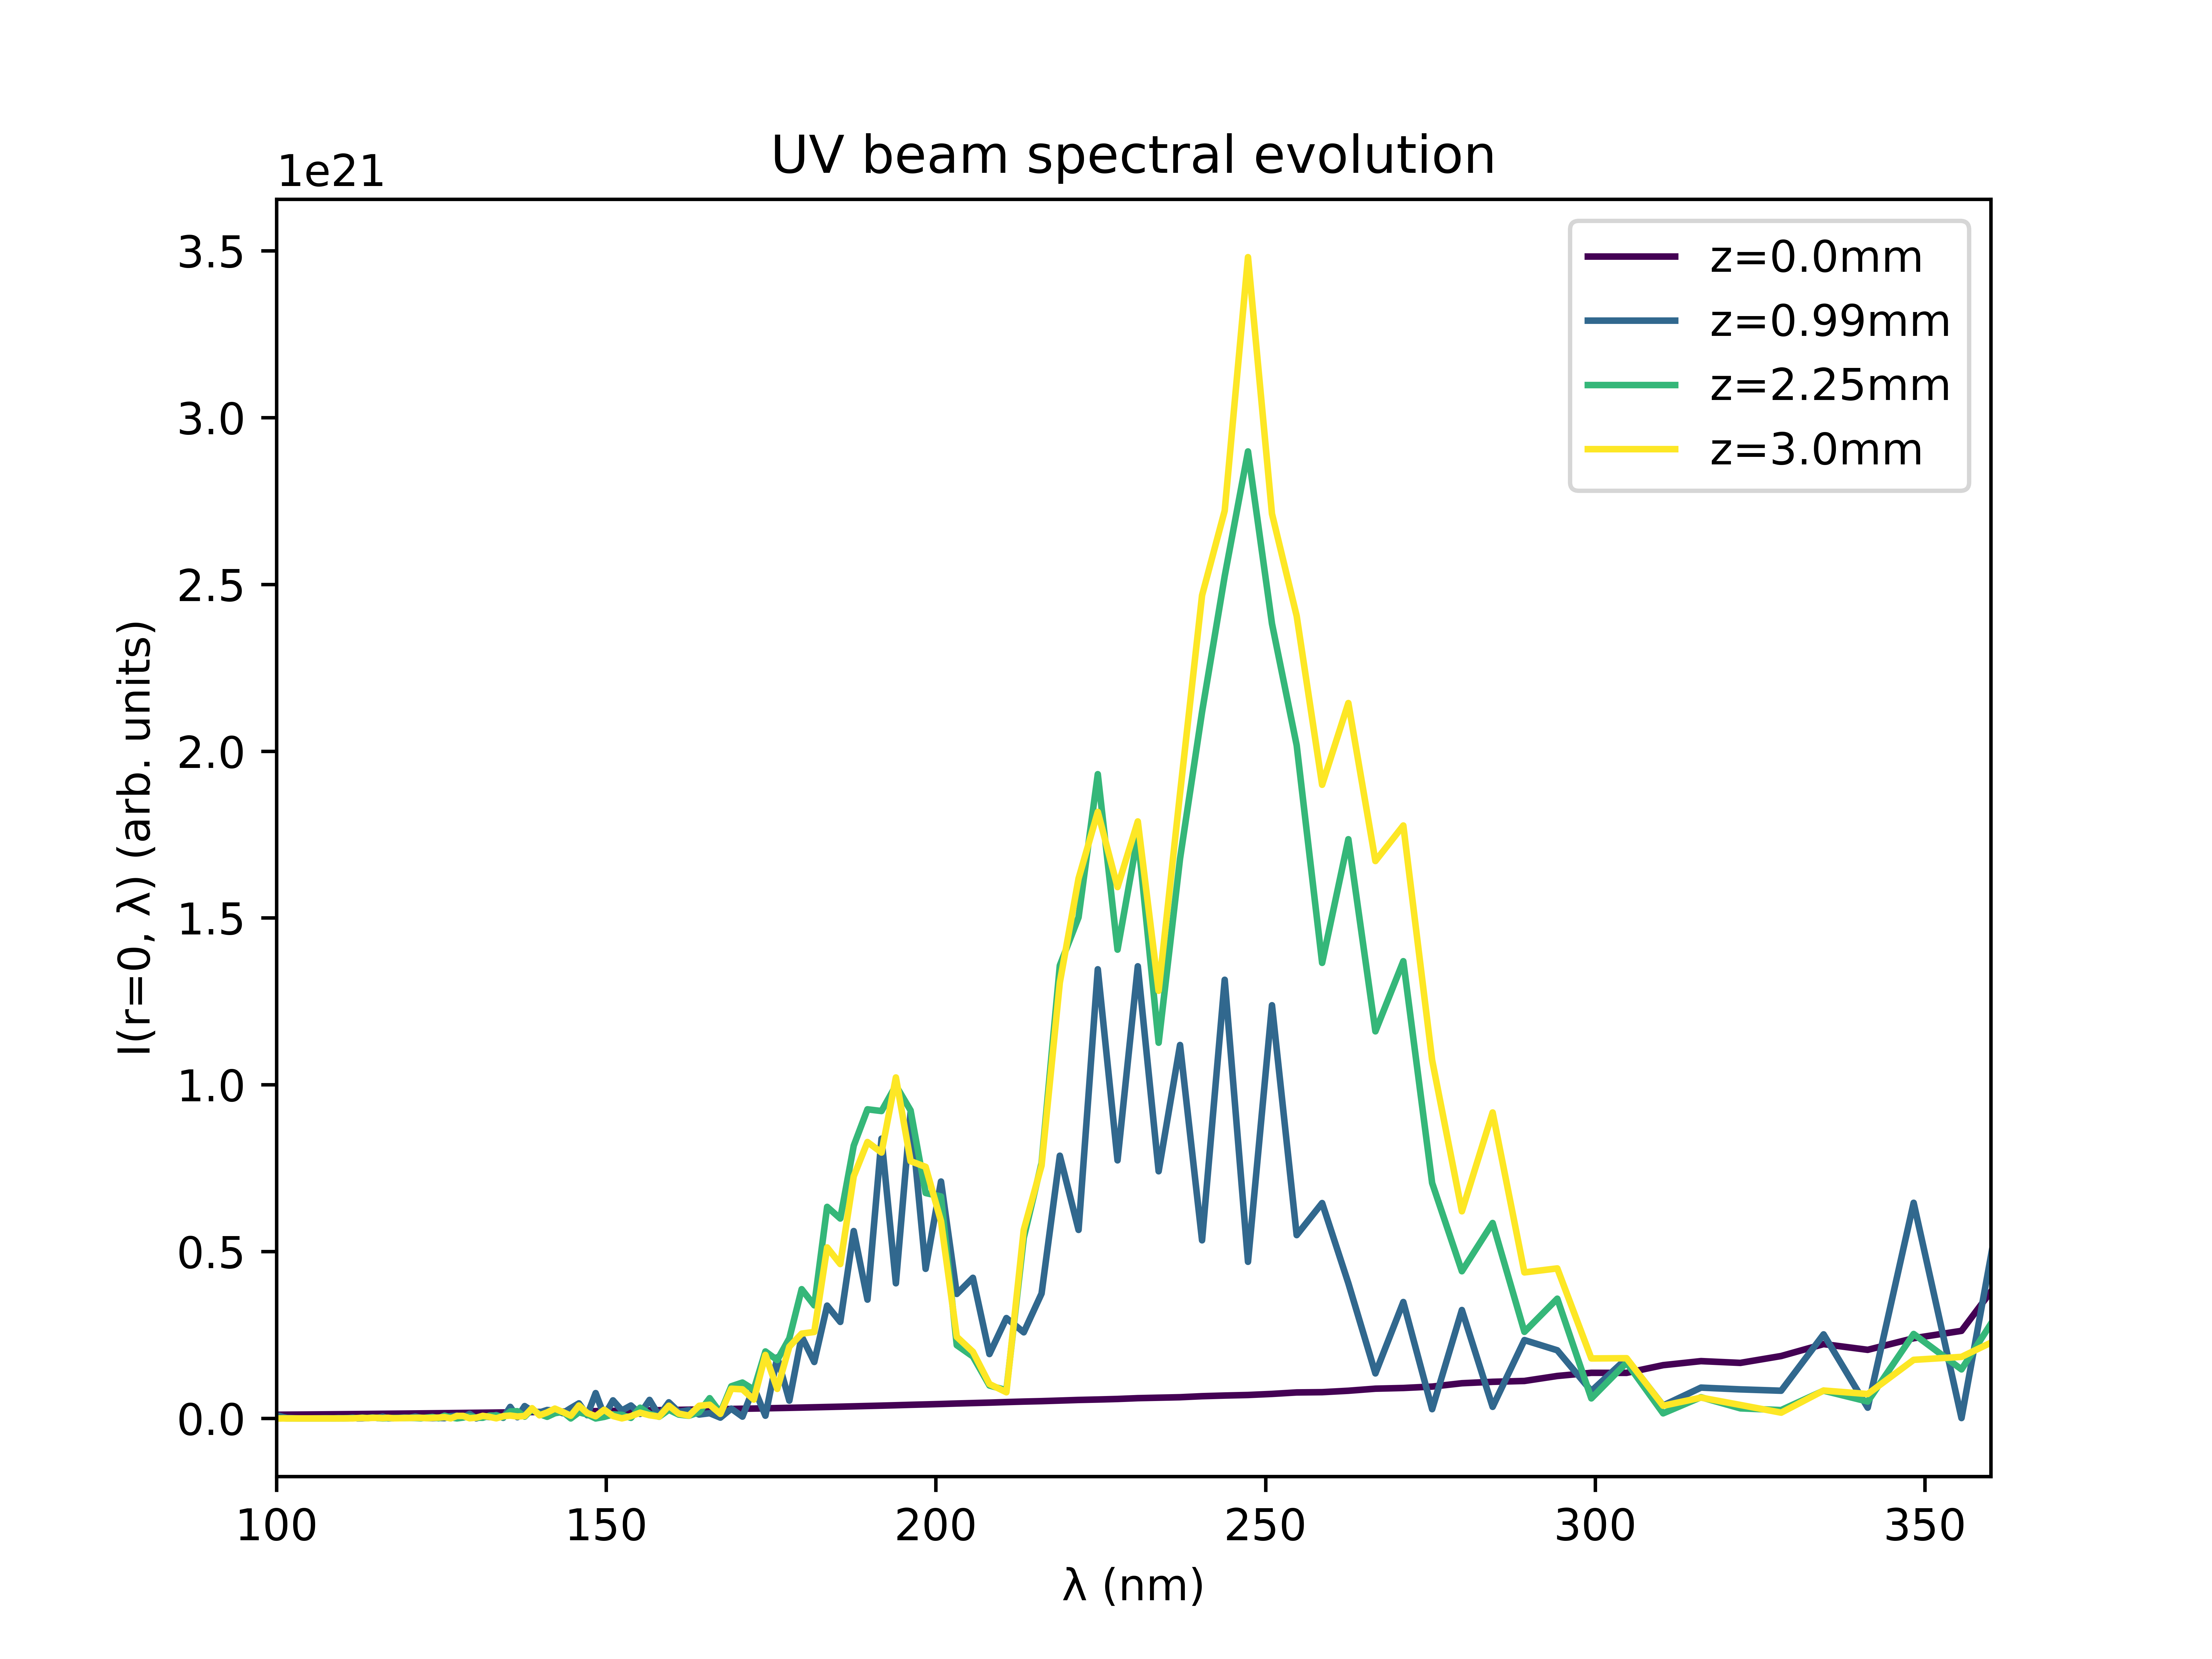 UV beam spectral evolution
1e21
3.5
3.0
2.5
2.0
1.5
1.0
0.5
0.0
I(r=0, λ) (arb. units)
z=0.0mm
z=0.99mm
z=2.25mm
z=3.0mm
100 150 200 250 300 350
λ (nm)